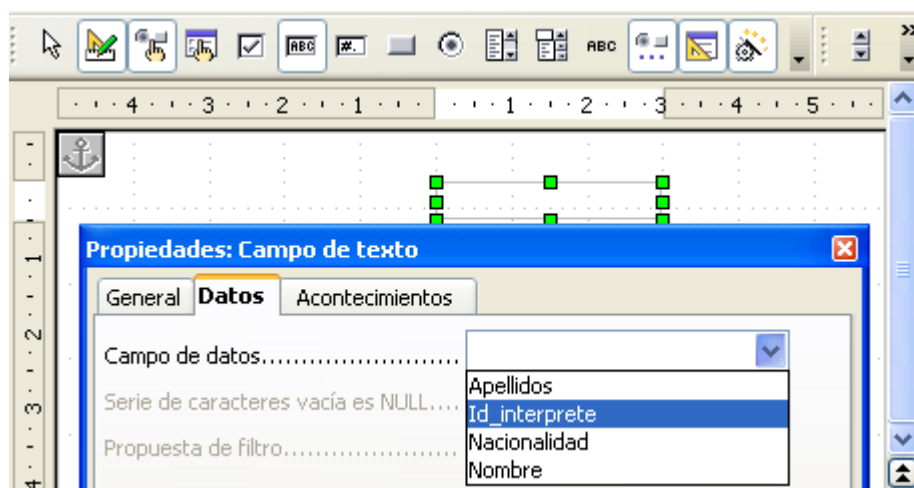 ABC #. ABC
4 3 2 1 1 2 3 4 5
Propiedades: Campo de texto
General Datos Acontecimientos
1
Campo de datos........................
2
Apellidos
Serie de caracteres vacía es NULL....
Id_interprete
3
Nacionalidad
Propuesta de filtro......................
Nombre
4